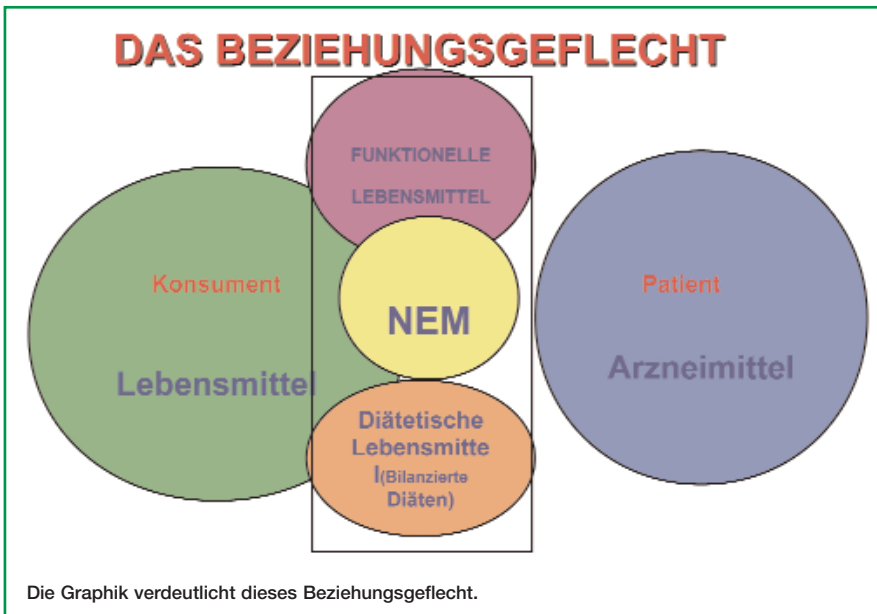 DAS BEZIEHUNGSGEFLECHT
FUNKTIONELLE
LEBENSMITTEL
Konsument
Patient
NEM
Lebensmittel
Arzneimittel
Diätetische
Lebensmitte
l(Bilanzierte
Diäten)
Die Graphik verdeutlicht dieses Beziehungsgeflecht.